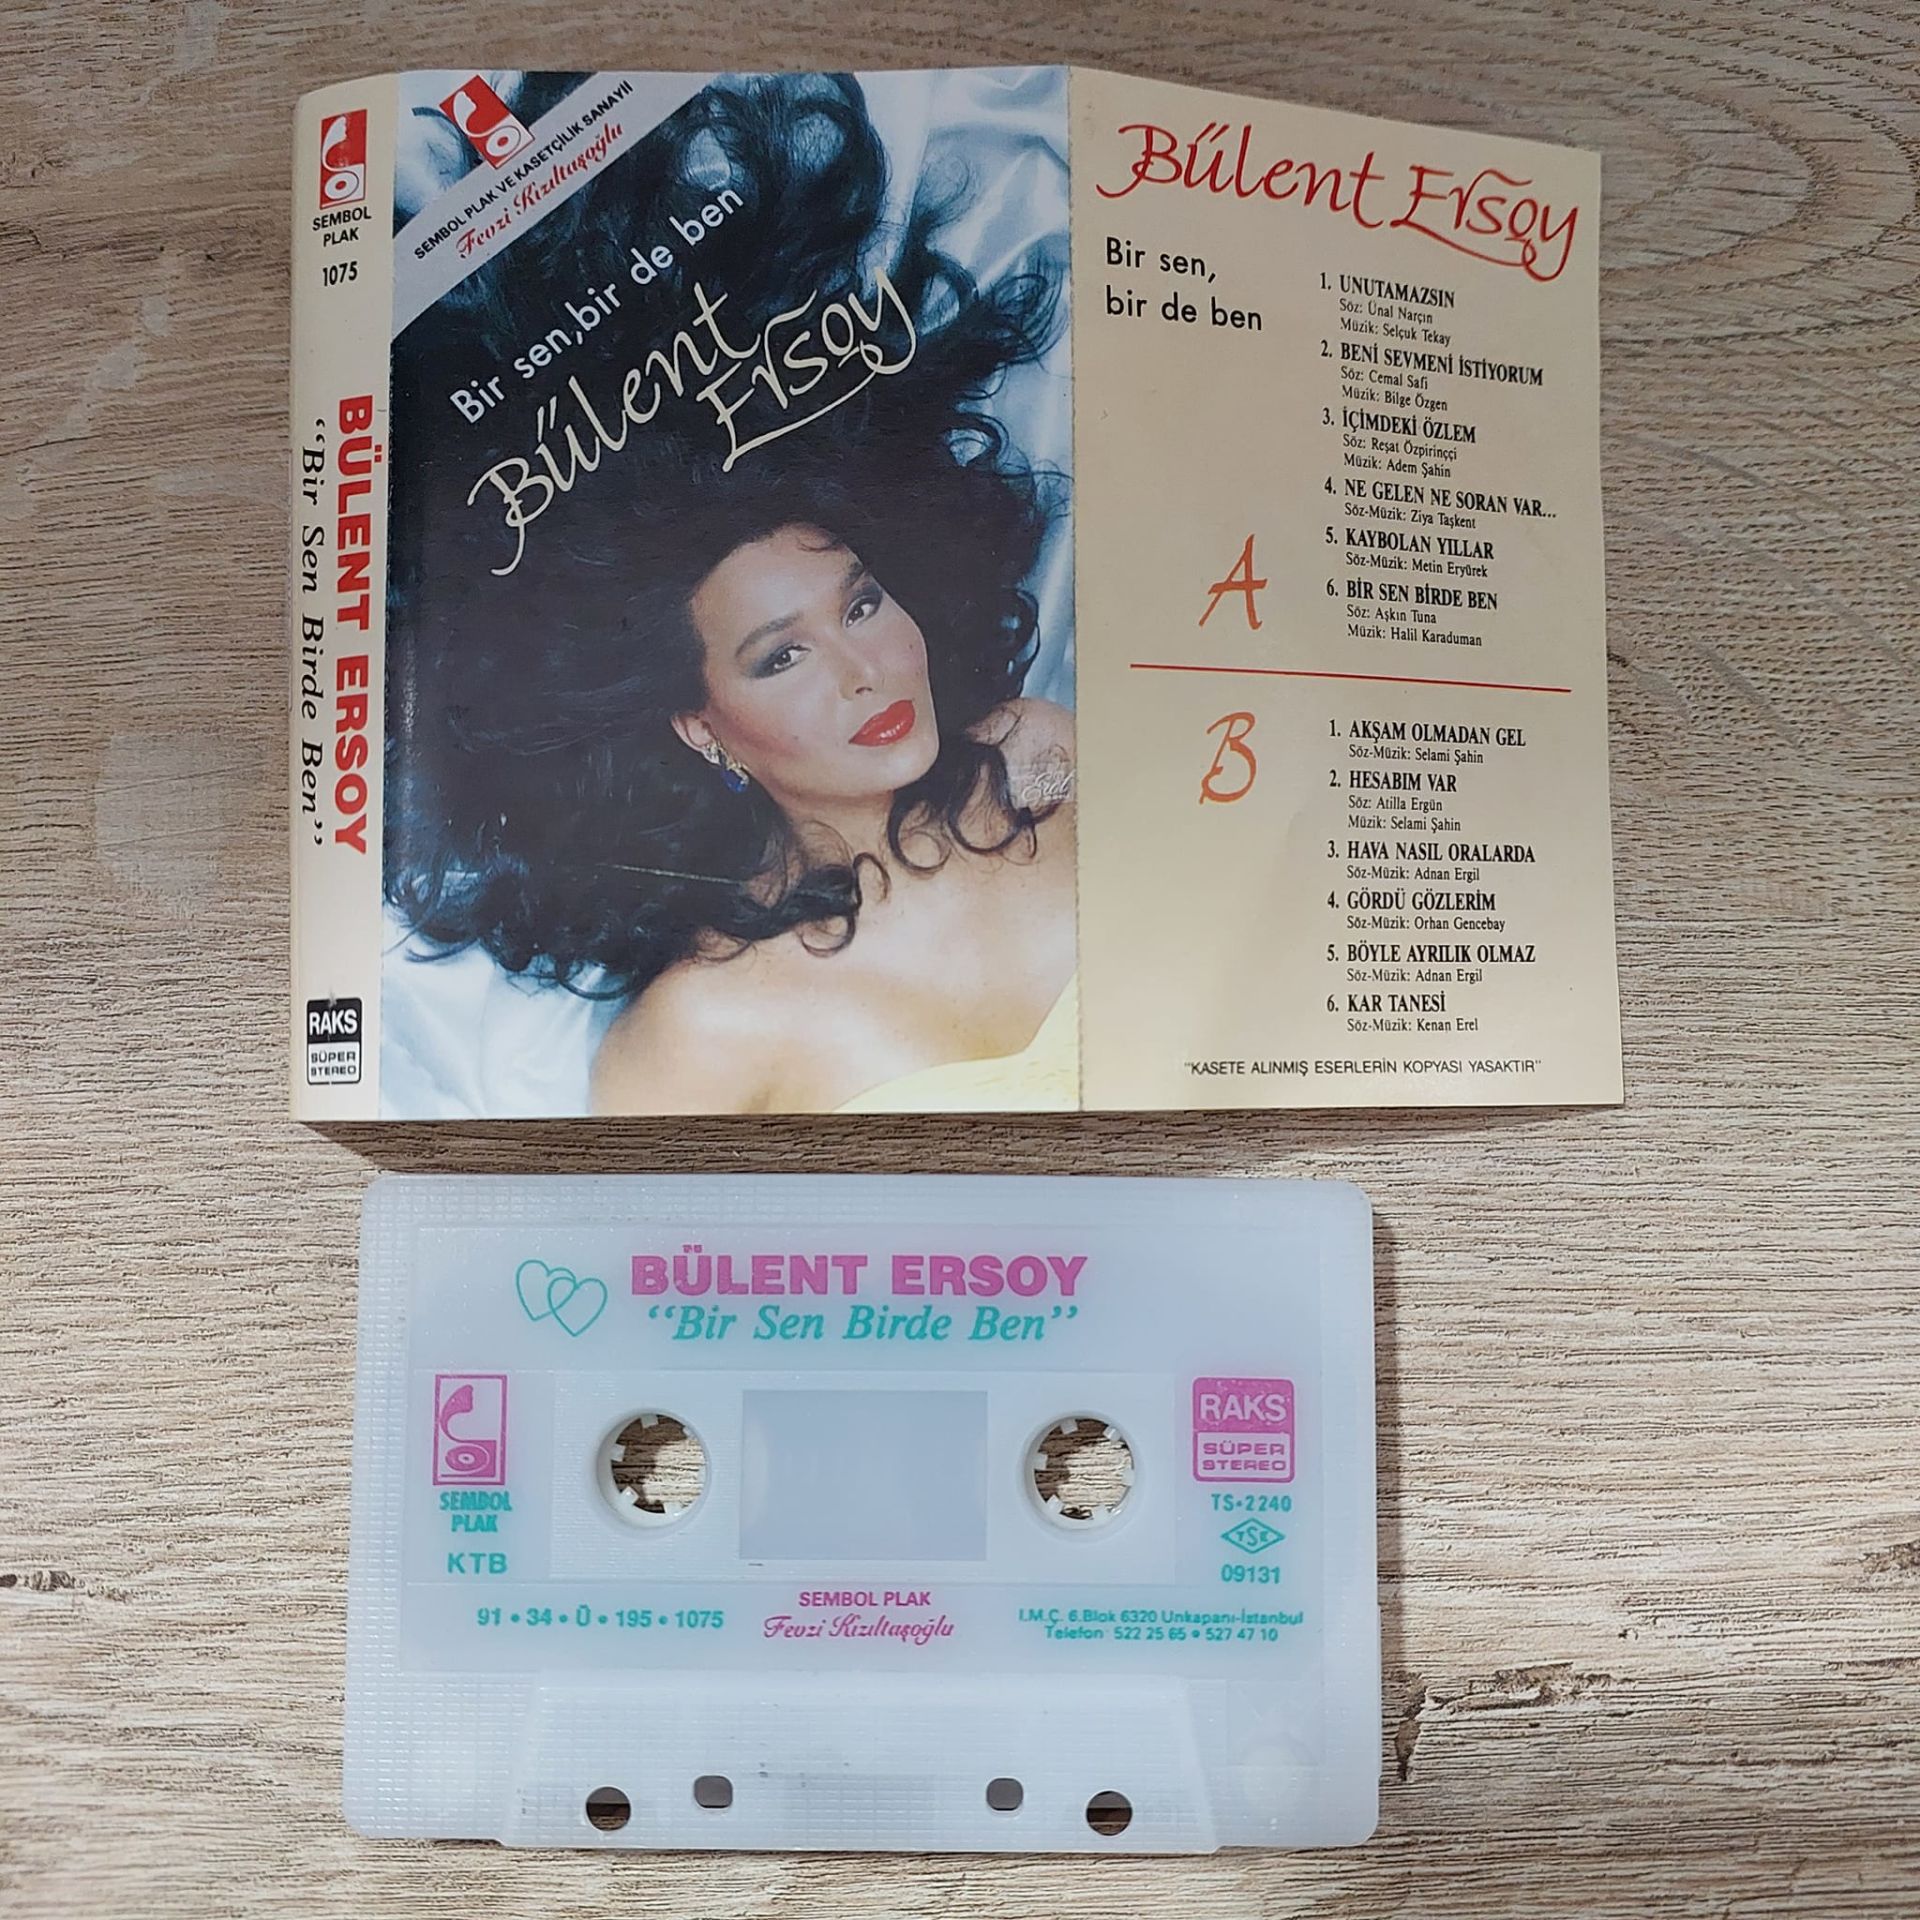 SEMBOL
PLAK
1075
BÜLENT ERSOY
“Bir Sen Birde Ben”
RAKS
SÜPER
STEREO
SEMBOL PLAK VE KASETÇİLİK SANAYİİ
Fevzi Kızıltaşoğlu
Bir sen,bir de ben
Bülent
Ersoy
Erol
Bülent Ersoy
Bir sen,
bir de ben
A
1. UNUTAMAZSIN
Söz: Ünal Narçın
Müzik: Selçuk Tekay
2. BENİ SEVMENİ İSTİYORUM
Söz: Cemal Safi
Müzik: Bilge Özgen
3. İÇİMDEKİ ÖZLEM
Söz: Reşat Özpirinççi
Müzik: Adem Şahin
4. NE GELEN NE SORAN VAR...
Söz-Müzik: Ziya Taşkent
5. KAYBOLAN YILLAR
Söz-Müzik: Metin Eryürek
6. BİR SEN BİRDE BEN
Söz: Aşkın Tuna
Müzik: Halil Karaduman
B
1. AKŞAM OLMADAN GEL
Söz-Müzik: Selami Şahin
2. HESABIM VAR
Söz: Atilla Ergün
Müzik: Selami Şahin
3. HAVA NASIL ORALARDA
Söz-Müzik: Adnan Ergil
4. GÖRDÜ GÖZLERİM
Söz-Müzik: Orhan Gencebay
5. BÖYLE AYRILIK OLMAZ
Söz-Müzik: Adnan Ergil
6. KAR TANESİ
Söz-Müzik: Kenan Erel
"KASETE ALINMIŞ ESERLERİN KOPYASI YASAKTIR"
BÜLENT ERSOY
“Bir Sen Birde Ben”
SEMBOL
PLAK
KTB
91 • 34 • Ü • 195 • 1075
SEMBOL PLAK
Fevzi Kızıltaşoğlu
RAKS
SÜPER
STEREO
TS-2240
TSE
09131
I.M.Ç. 6.Blok 6320 Unkapanı-İstanbul
Telefon: 522 25 65 • 527 47 10